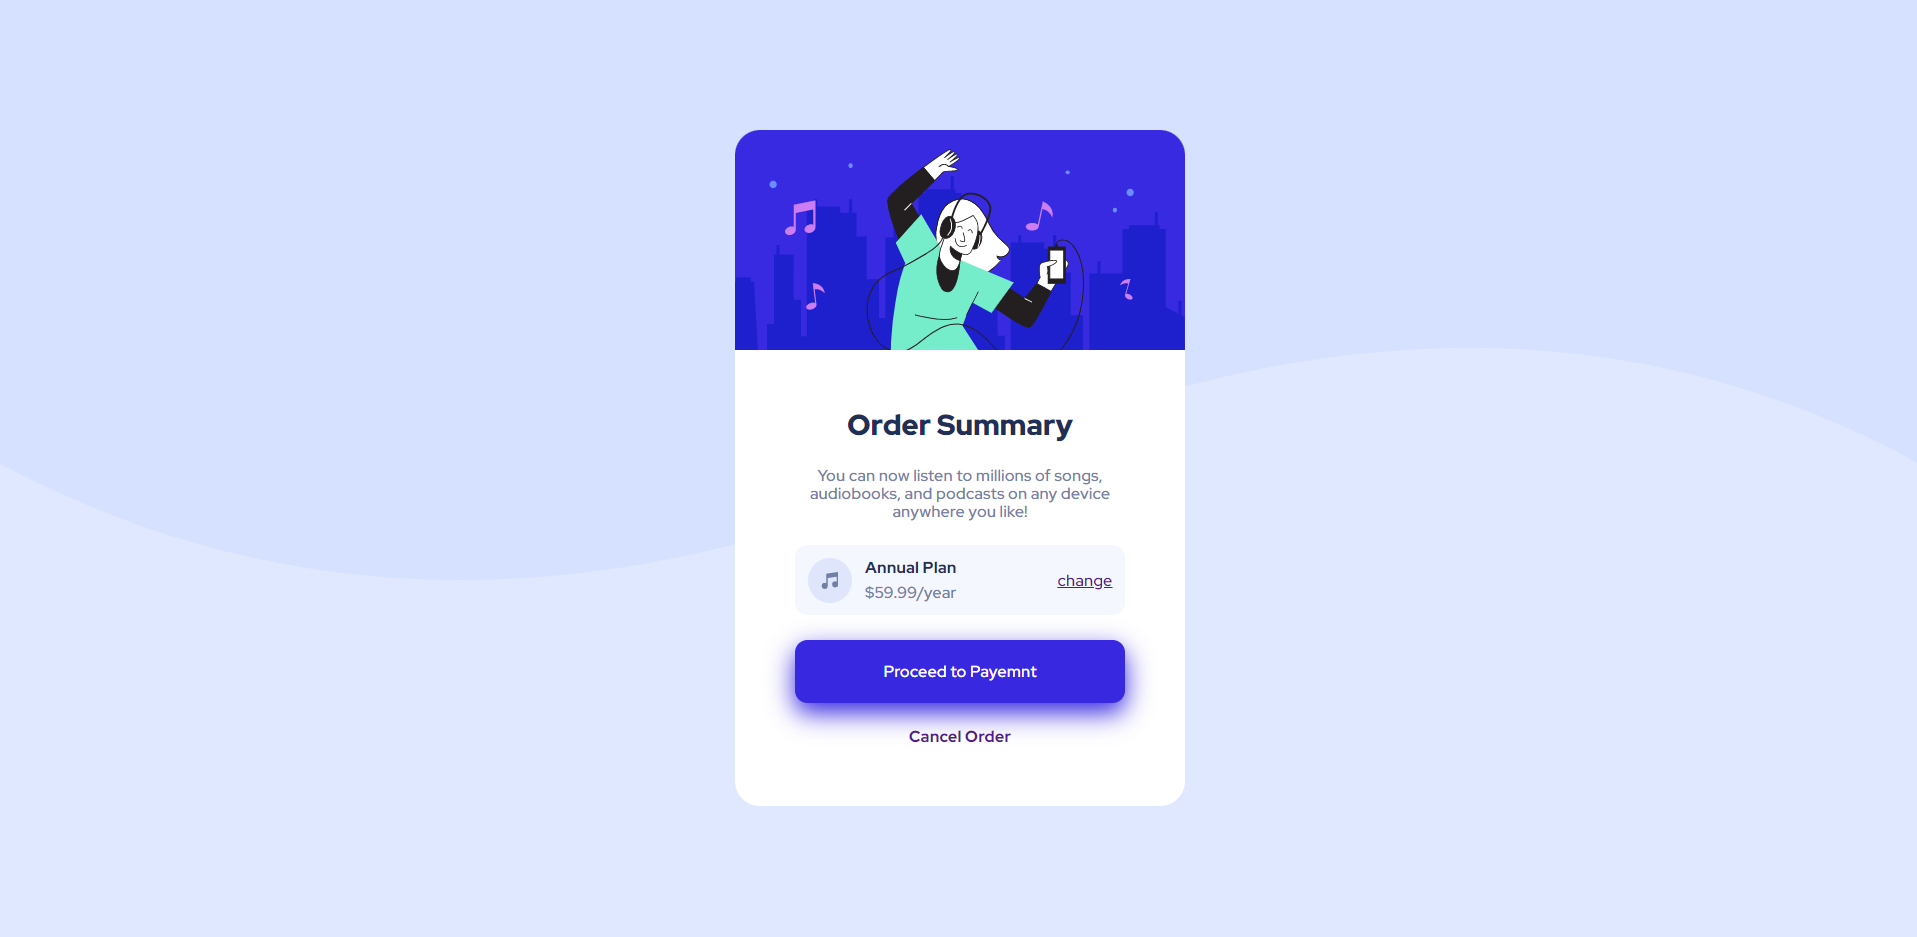 Order Summary
You can now listen to millions of songs,
audiobooks, and podcasts on any device
anywhere you like!
Annual Plan
$59.99/year
change
Proceed to Payemnt
Cancel Order